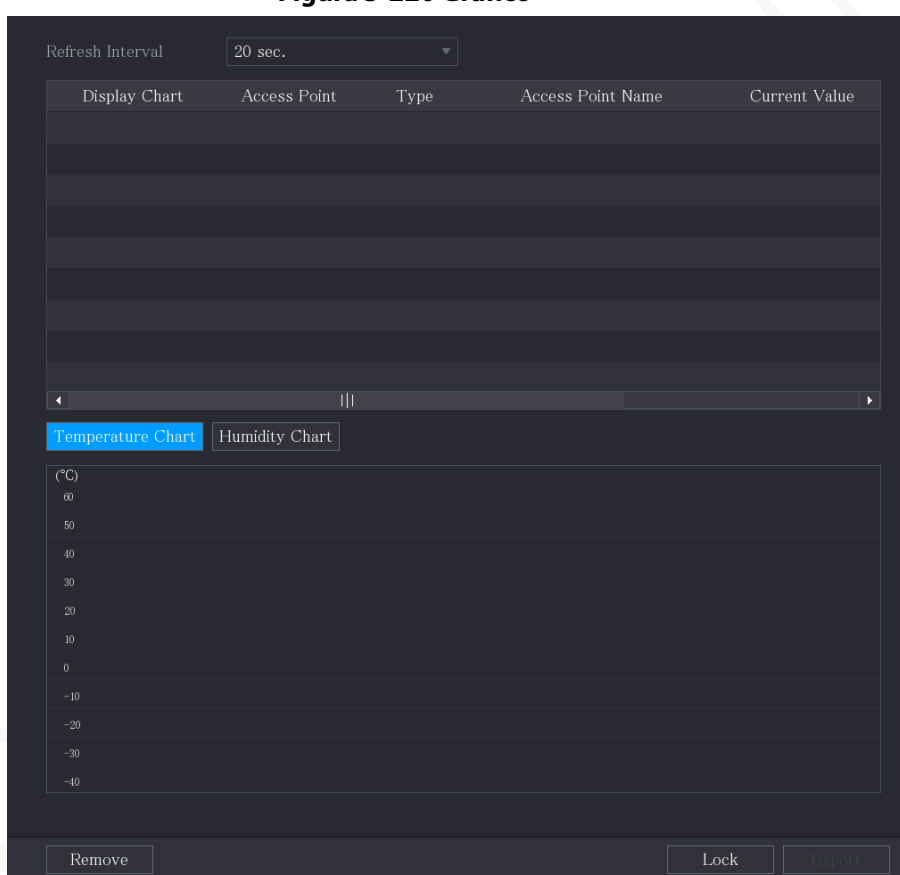 Refresh Interval 20 sec.
Display Chart Access Point Type Access Point Name Current Value
Temperature Chart Humidity Chart
(°C)
60
50
40
30
20
10
0
-10
-20
-30
-40
Remove Lock Export